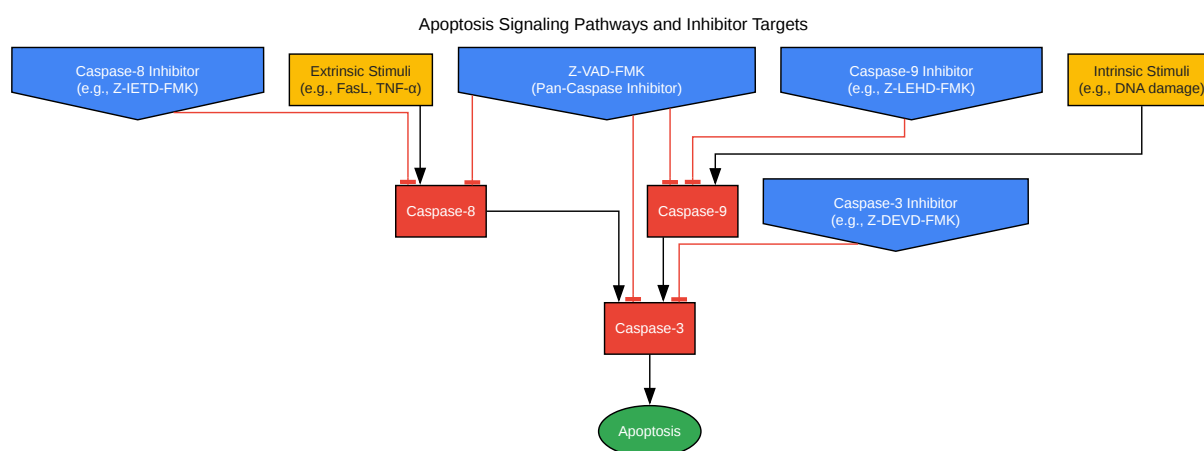 Apoptosis Signaling Pathways and Inhibitor Targets
Caspase-8 Inhibitor
(e.g., Z-IETD-FMK)
Extrinsic Stimuli
(e.g., FasL, TNF-α)
Z-VAD-FMK
(Pan-Caspase Inhibitor)
Caspase-9 Inhibitor
(e.g., Z-LEHD-FMK)
Intrinsic Stimuli
(e.g., DNA damage)
Caspase-8
Caspase-9
Caspase-3 Inhibitor
(e.g., Z-DEVD-FMK)
Caspase-3
Apoptosis